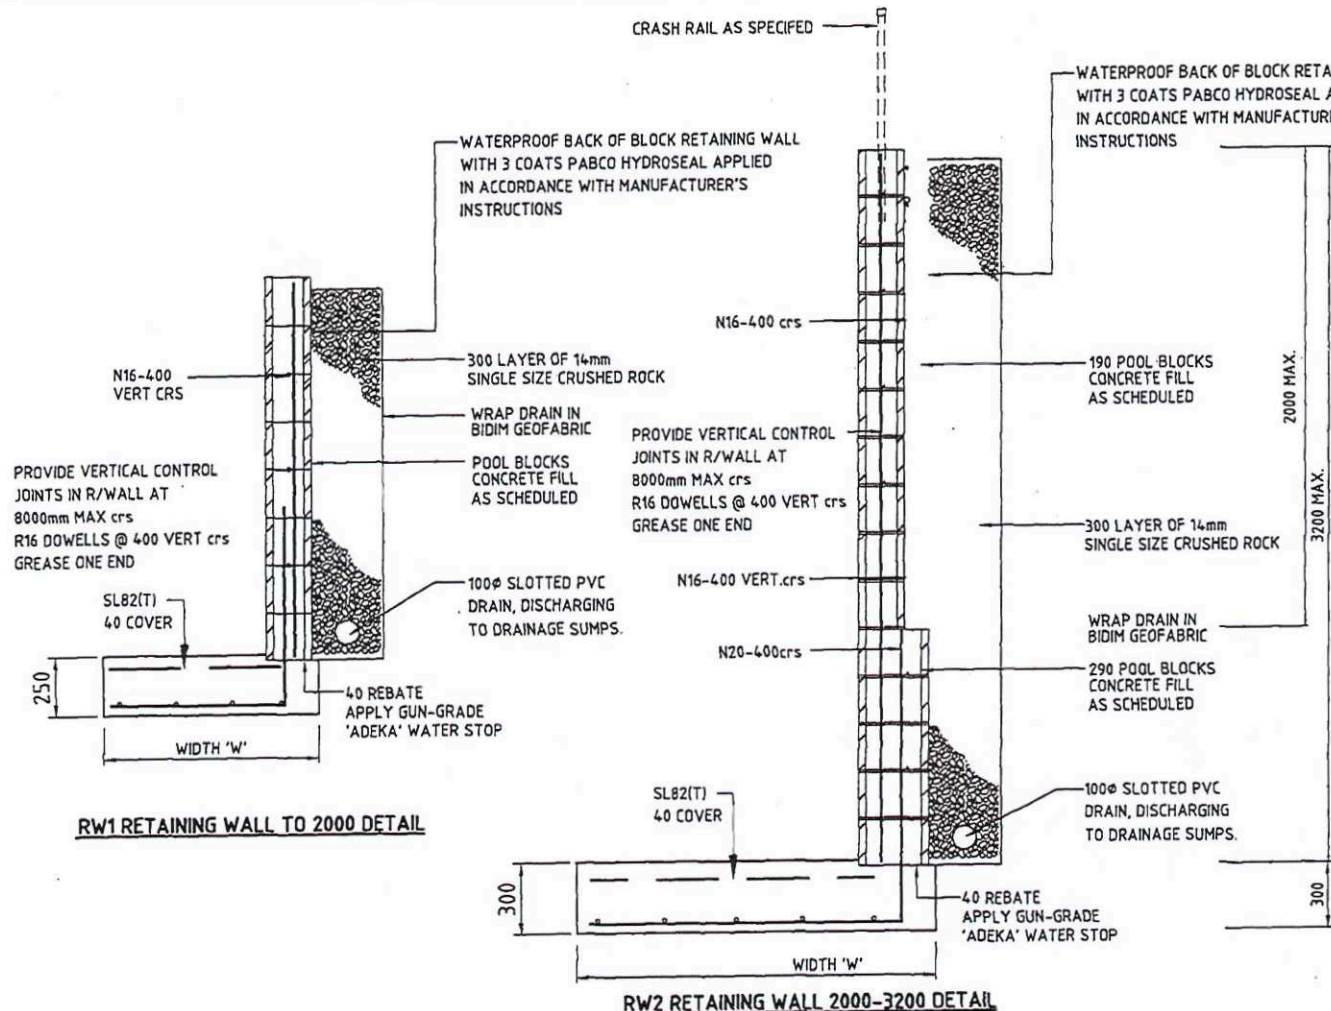 CRASH RAIL AS SPECIFED
WATERPROOF BACK OF BLOCK RETAINING WALL
WITH 3 COATS PABCO HYDROSEAL APPLIED
IN ACCORDANCE WITH MANUFACTURER'S
INSTRUCTIONS
N16-400
VERT CRS
300 LAYER OF 14mm
SINGLE SIZE CRUSHED ROCK
WRAP DRAIN IN
BIDIM GEOFABRIC
PROVIDE VERTICAL CONTROL
JOINTS IN R/WALL AT
8000mm MAX crs
R16 DOWELLS @ 400 VERT crs
GREASE ONE END
POOL BLOCKS
CONCRETE FILL
AS SCHEDULED
SL82(T)
40 COVER
100ø SLOTTED PVC
DRAIN, DISCHARGING
TO DRAINAGE SUMPS.
250
40 REBATE
APPLY GUN-GRADE
'ADEKA' WATER STOP
WIDTH 'W'
RW1 RETAINING WALL TO 2000 DETAIL
WATERPROOF BACK OF BLOCK
WITH 3 COATS PABCO HYDROSEAL
IN ACCORDANCE WITH
INSTRUCTIONS
N16-400 crs
190 POOL BLOCKS
CONCRETE FILL
AS SCHEDULED
2000 MAX.
3200 MAX.
PROVIDE VERTICAL CONTROL
JOINTS IN R/WALL AT
8000mm MAX crs
R16 DOWELLS @ 400 VERT crs
GREASE ONE END
300 LAYER OF 14mm
SINGLE SIZE CRUSHED ROCK
N16-400 VERT.crs
WRAP DRAIN IN
BIDIM GEOFABRIC
N20-400crs
290 POOL BLOCKS
CONCRETE FILL
AS SCHEDULED
SL82(T)
40 COVER
100ø SLOTTED PVC
DRAIN, DISCHARGING
TO DRAINAGE SUMPS.
300
300
40 REBATE
APPLY GUN-GRADE
'ADEKA' WATER STOP
WIDTH 'W'
RW2 RETAINING WALL 2000-3200 DETAIL